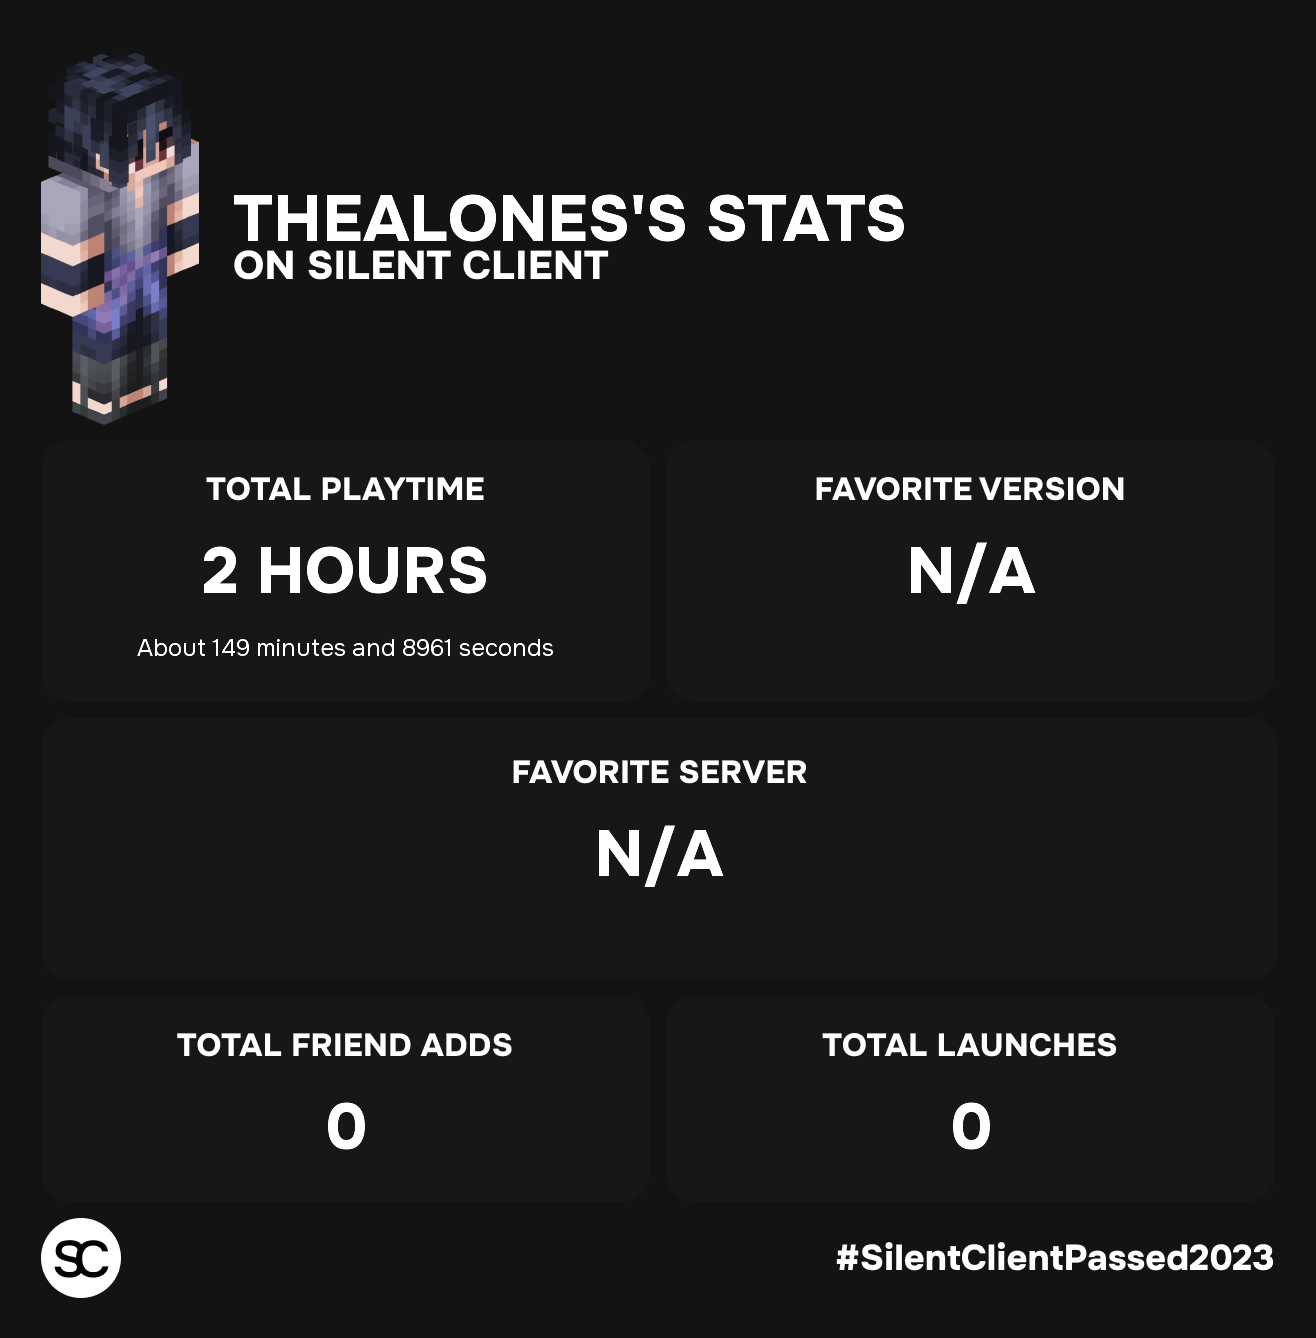 THEALONES'S STATS
ON SILENT CLIENT
TOTAL PLAYTIME
2 HOURS
About 149 minutes and 8961 seconds
FAVORITE VERSION
N/A
FAVORITE SERVER
N/A
TOTAL FRIEND ADDS
0
TOTAL LAUNCHES
0
SC
#SilentClientPassed2023